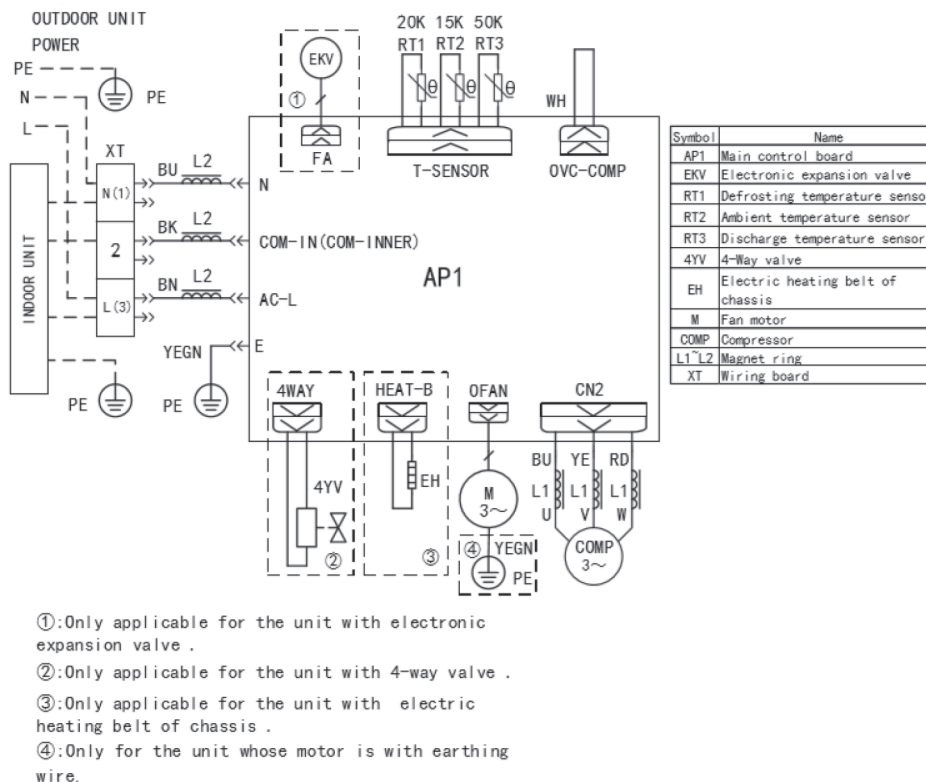 OUTDOOR UNIT
POWER
PE
N
L
PE
XT
N(1)
2
L(3)
INDOOR UNIT
PE
BU L2
BK L2
BN L2
YEGN
PE
N
COM-IN(COM-INNER)
AC-L
E
AP1
EKV
①
FA
20K 15K 50K
RT1 RT2 RT3
θ θ θ
T-SENSOR
WH
OVC-COMP
4WAY
4YV
②
HEAT-B
EH
③
OFAN
M
3~
④ YEGN
PE
CN2
BU YE RD
L1 L1 L1
U V W
COMP
3~
Symbol Name
AP1 Main control board
EKV Electronic expansion valve
RT1 Defrosting temperature senso
RT2 Ambient temperature sensor
RT3 Discharge temperature sensor
4YV 4-Way valve
EH Electric heating belt of
chassis
M Fan motor
COMP Compressor
L1~L2 Magnet ring
XT Wiring board
①:Only applicable for the unit with electronic
expansion valve .
②:Only applicable for the unit with 4-way valve .
③:Only applicable for the unit with electric
heating belt of chassis .
④:Only for the unit whose motor is with earthing
wire.